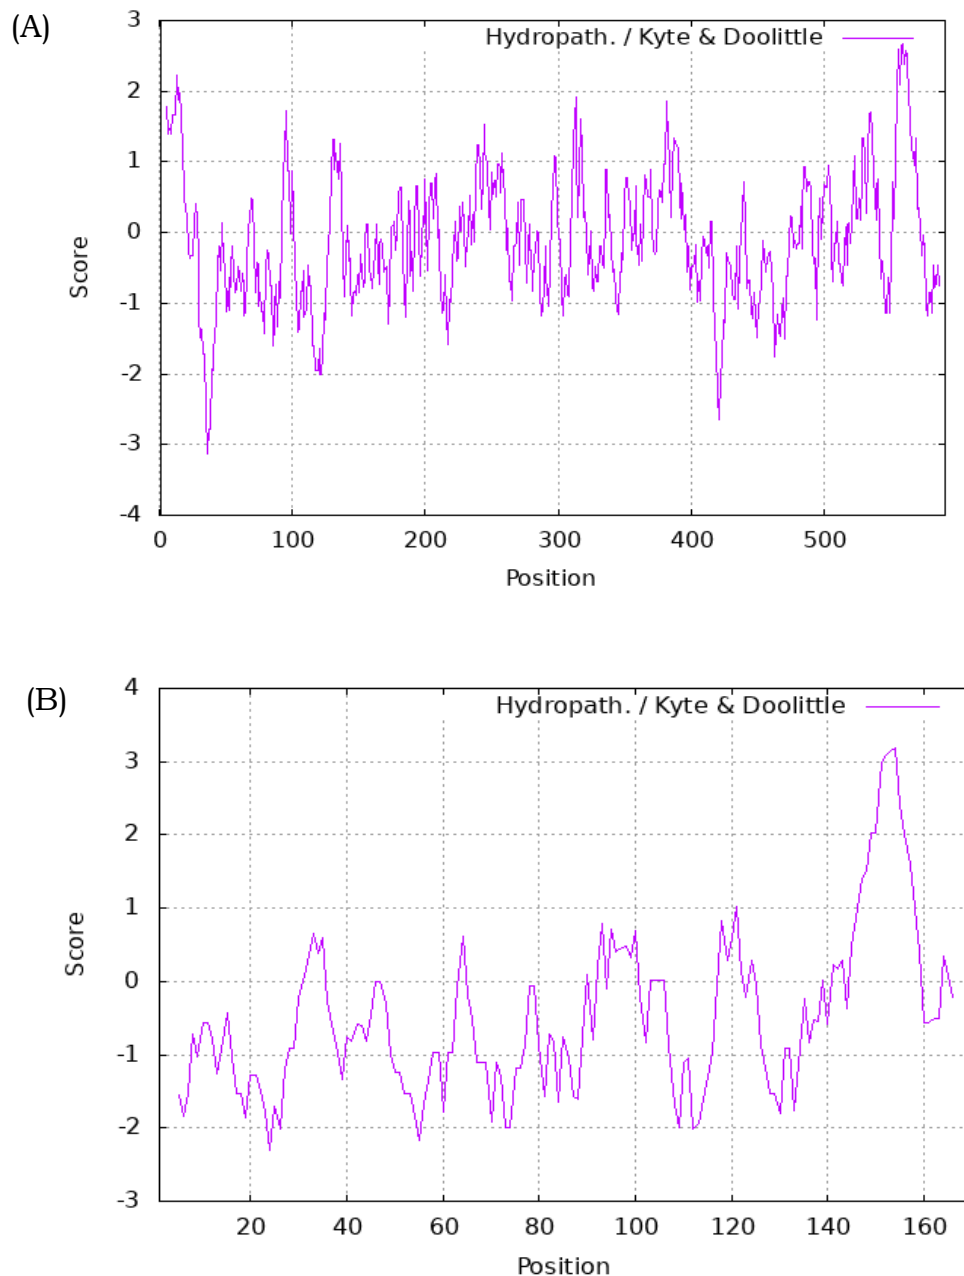 (A)
Hydropath. / Kyte & Doolittle
3
2
1
0
-1
-2
-3
-4
Score
0 100 200 300 400 500
Position
(B)
Hydropath. / Kyte & Doolittle
4
3
2
1
0
-1
-2
-3
Score
20 40 60 80 100 120 140 160
Position